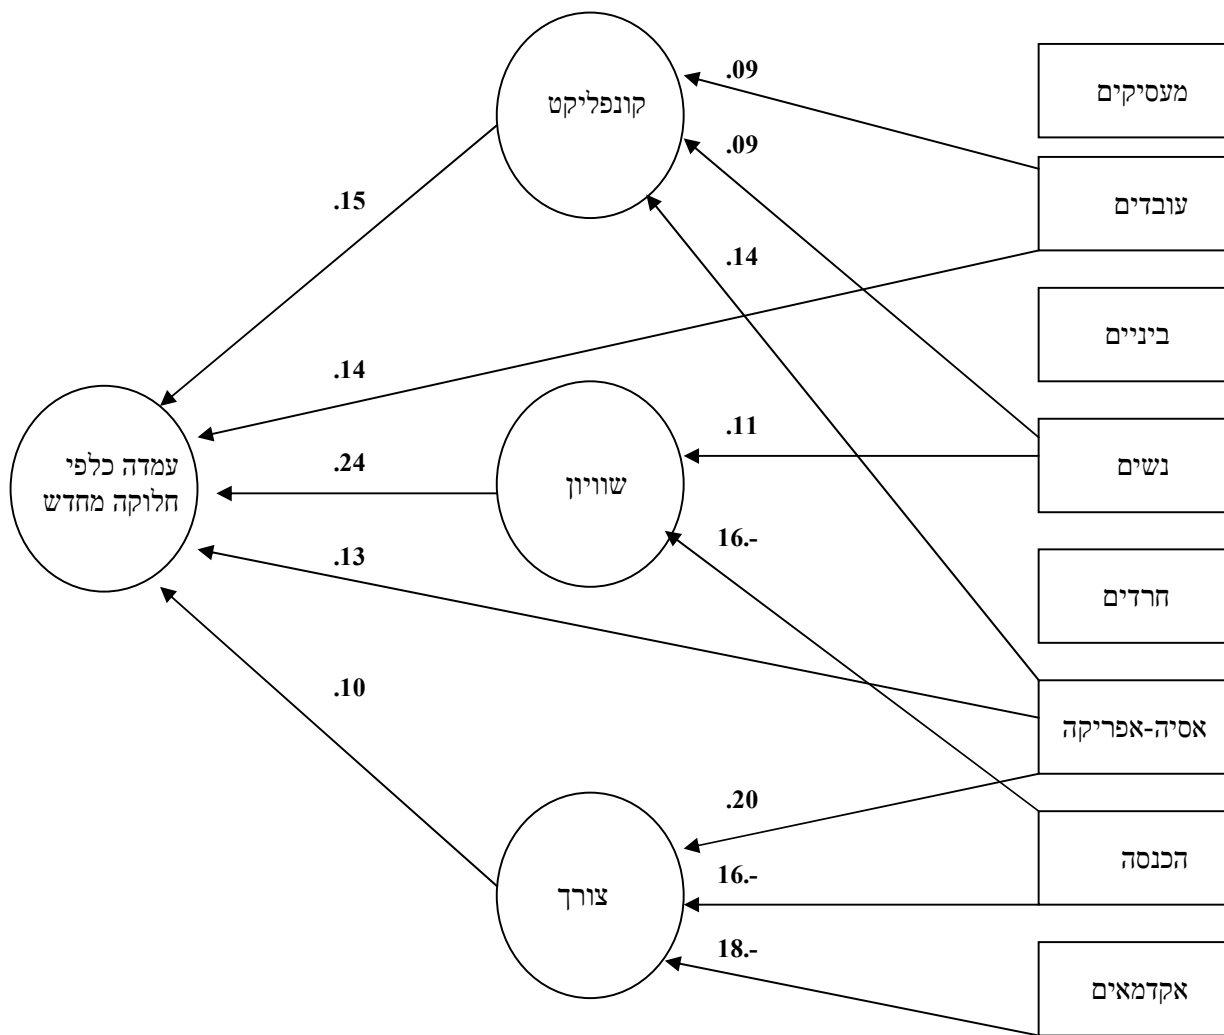 מעסיקים
עובדים
ביניים
נשים
חרדים
אסיה-אפריקה
הכנסה
אקדמאים
.09
.09
.14
.11
16.-
.20
16.-
18.-
קונפליקט
שוויון
צורך
.15
.14
.24
.13
.10
עמדה כלפי
חלוקה מחדש